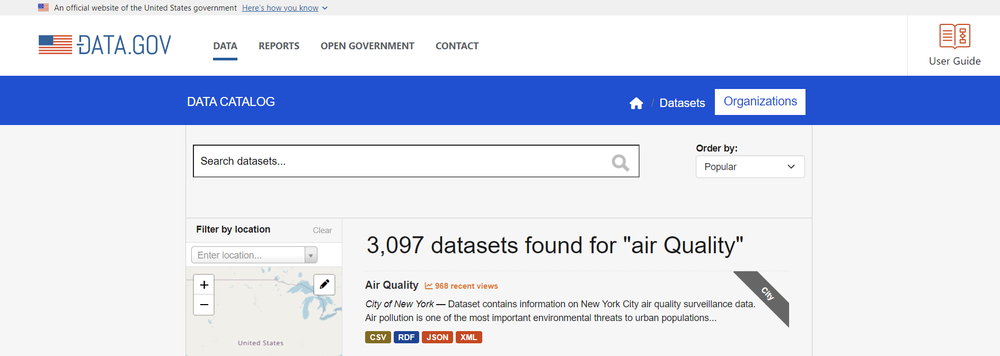 An official website of the United States government Here's how you know
DATA.GOV
DATA REPORTS OPEN GOVERNMENT CONTACT
User Guide
DATA CATALOG
/ Datasets Organizations
Search datasets...
Order by:
Popular
Filter by location Clear
Enter location...
+
−
United States
3,097 datasets found for "air Quality"
Air Quality 968 recent views
City
City of New York — Dataset contains information on New York City air quality surveillance data.
Air pollution is one of the most important environmental threats to urban populations...
CSV RDF JSON XML